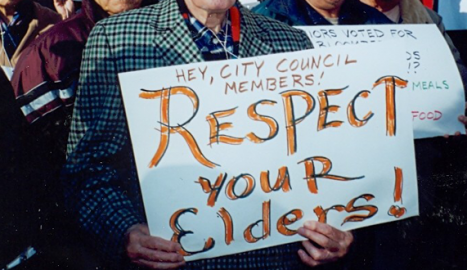 HEY, CITY COUNCIL
MEMBERS!
RESPECT
YOUR
Elders!
VOTED FOR
MEALS
FOOD